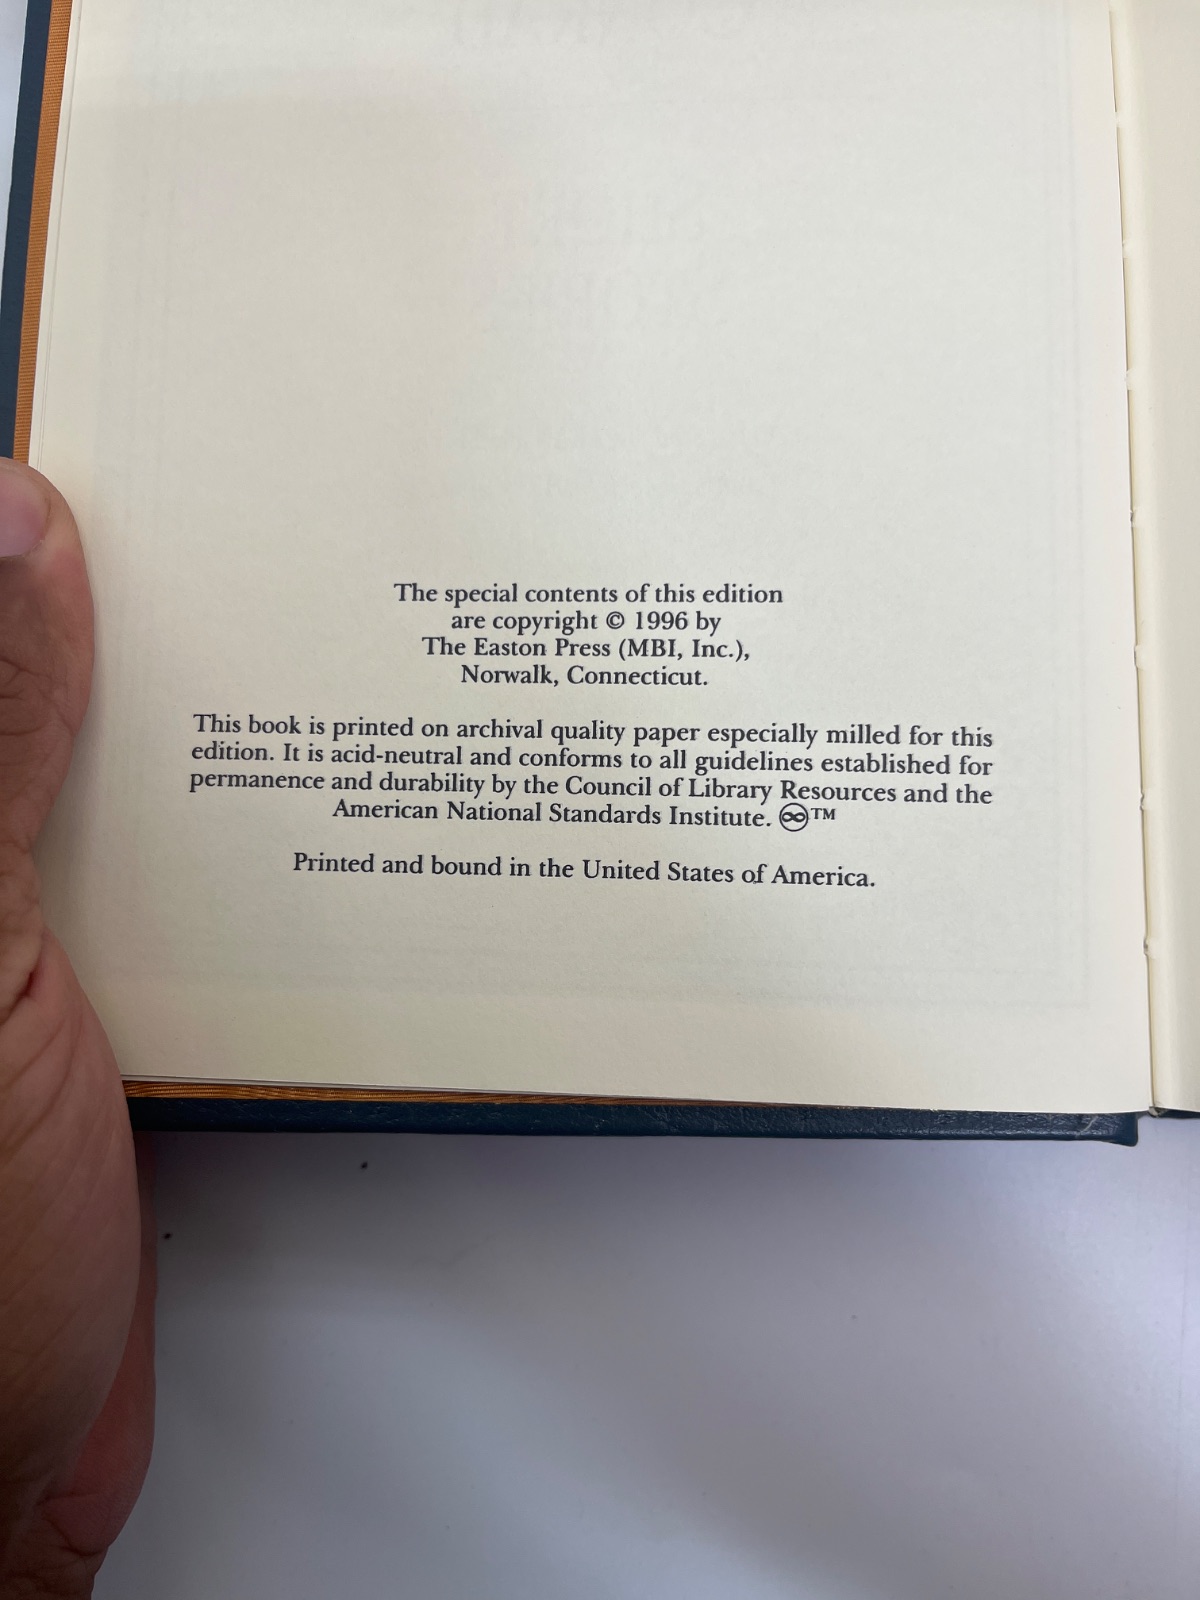 The special contents of this edition
are copyright © 1996 by
The Easton Press (MBI, Inc.),
Norwalk, Connecticut.
This book is printed on archival quality paper especially milled for this
edition. It is acid-neutral and conforms to all guidelines established for
permanence and durability by the Council of Library Resources and the
American National Standards Institute. ♾™
Printed and bound in the United States of America.